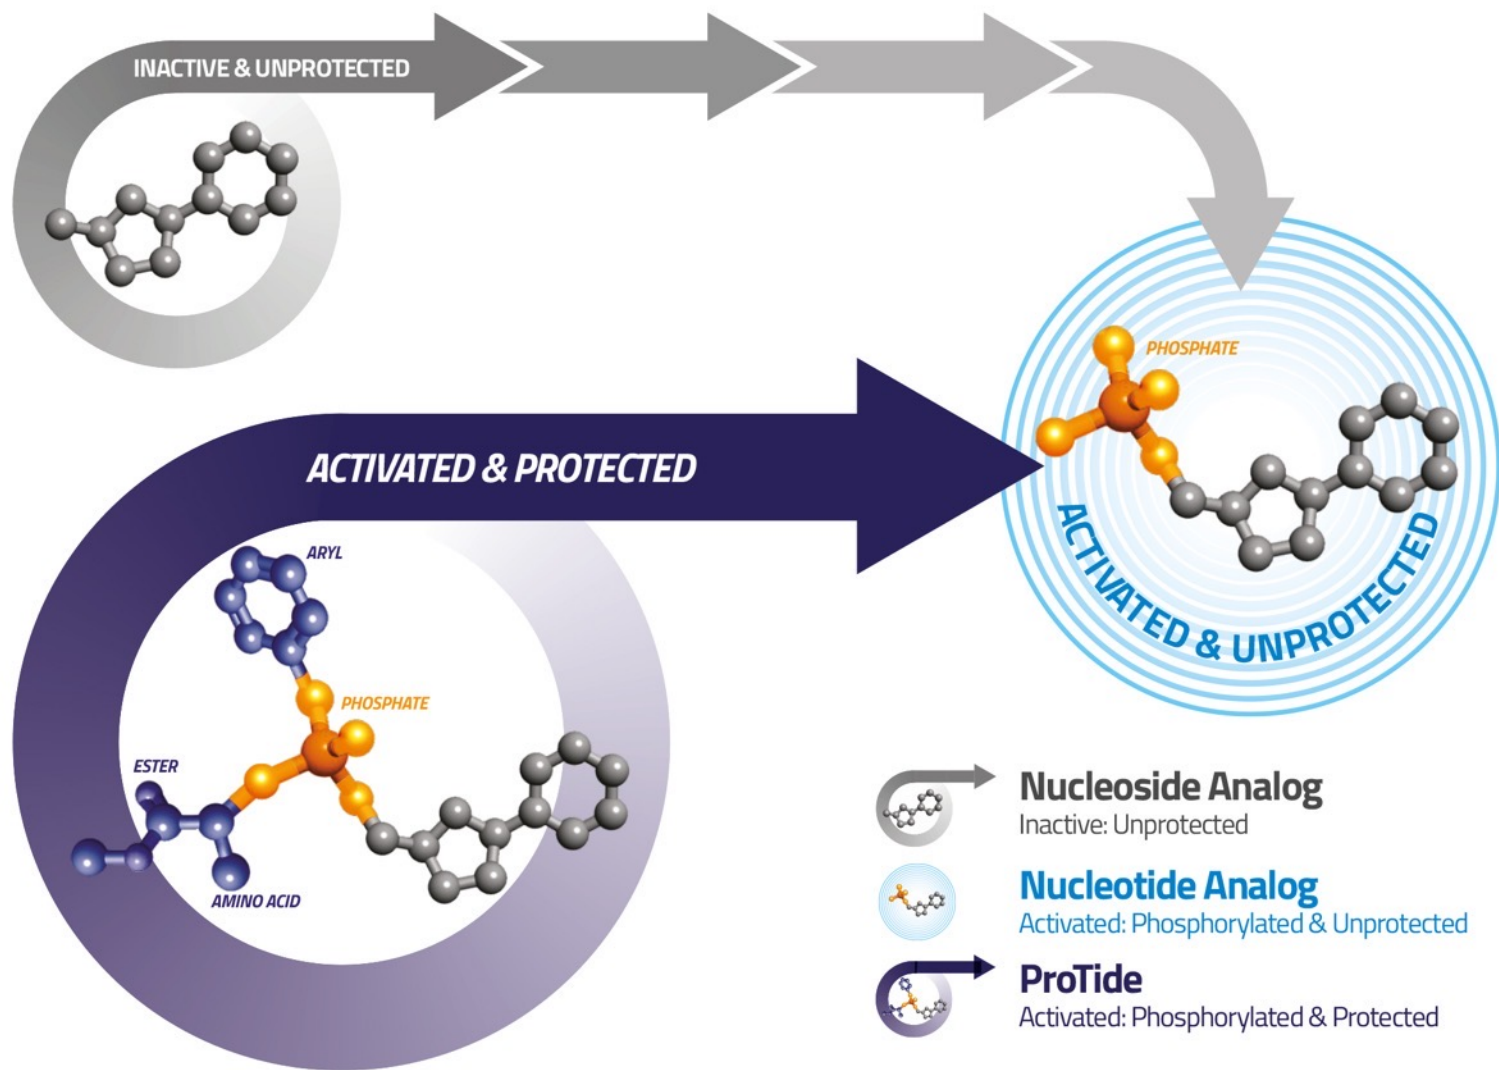 INACTIVE & UNPROTECTED
PHOSPHATE
ACTIVATED & UNPROTECTED
ACTIVATED & PROTECTED
ARYL
PHOSPHATE
ESTER
AMINO ACID
Nucleoside Analog
Inactive: Unprotected
Nucleotide Analog
Activated: Phosphorylated & Unprotected
ProTide
Activated: Phosphorylated & Protected